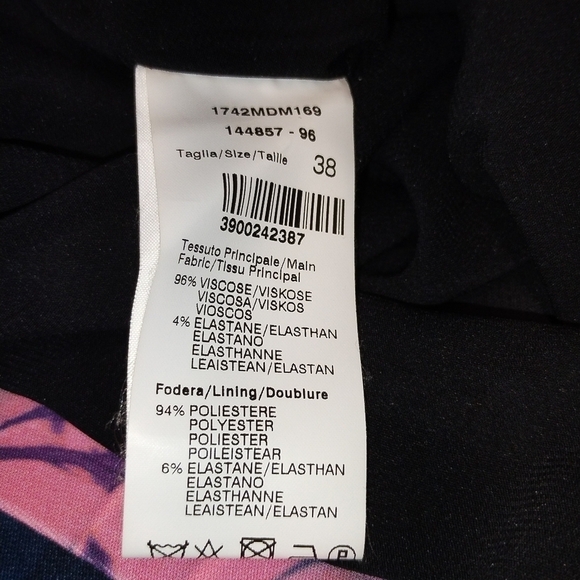 1742MDM169
144857 - 96
Taglia/Size/Taille 38
3900242387
Tessuto Principale/Main
Fabric/Tissu Principal
96% VISCOSE/VISKOSE
VISCOSA/VISKOS
VIOSCOS
4% ELASTANE/ELASTHAN
ELASTANO
ELASTHANNE
LEAISTEAN/ELASTAN
Fodera/Lining/Doublure
94% POLIESTERE
POLYESTER
POLIESTER
POILEISTEAR
6% ELASTANE/ELASTHAN
ELASTANO
ELASTHANNE
LEAISTEAN/ELASTAN
P